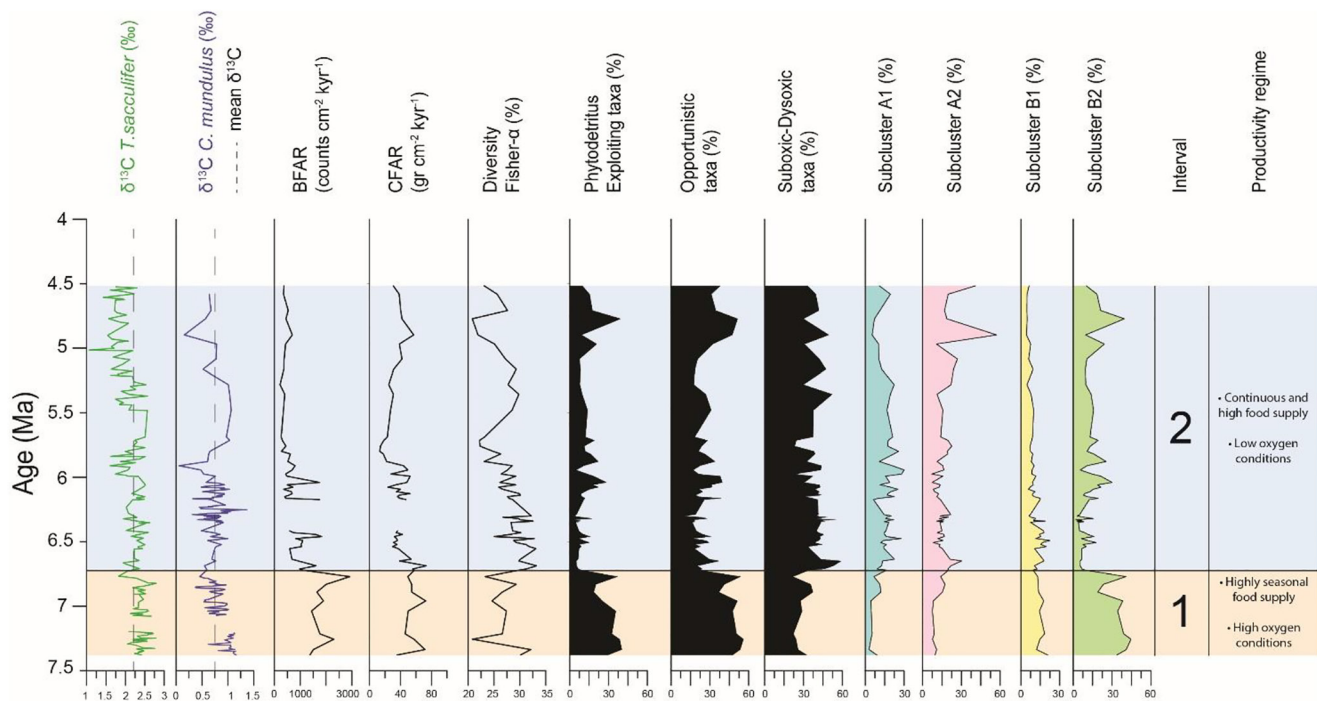 δ¹³C T.sacculifer (‰)
δ¹³C C. mundulus (‰)
---- mean δ¹³C
BFAR
(counts cm⁻² kyr⁻¹)
CFAR
(gr cm⁻² kyr⁻¹)
Diversity
Fisher-α (%)
Phytodetritus
Exploiting taxa (%)
Opportunistic
taxa (%)
Suboxic-Dysoxic
taxa (%)
Subcluster A1 (%)
Subcluster A2 (%)
Subcluster B1 (%)
Subcluster B2 (%)
Interval
Productivity regime
Age (Ma)
4
4.5
5
5.5
6
6.5
7
7.5
2
• Continuous and
high food supply
• Low oxygen
conditions
1
• Highly seasonal
food supply
• High oxygen
conditions
1 1.5 2 2.5 3
0 0.5 1 1.5
0 1000 3000
0 40 80
10 15 20 25 30 35
0 30 60
0 30 60
0 30 60
0 30
0 30 60
0 30
0 30 60